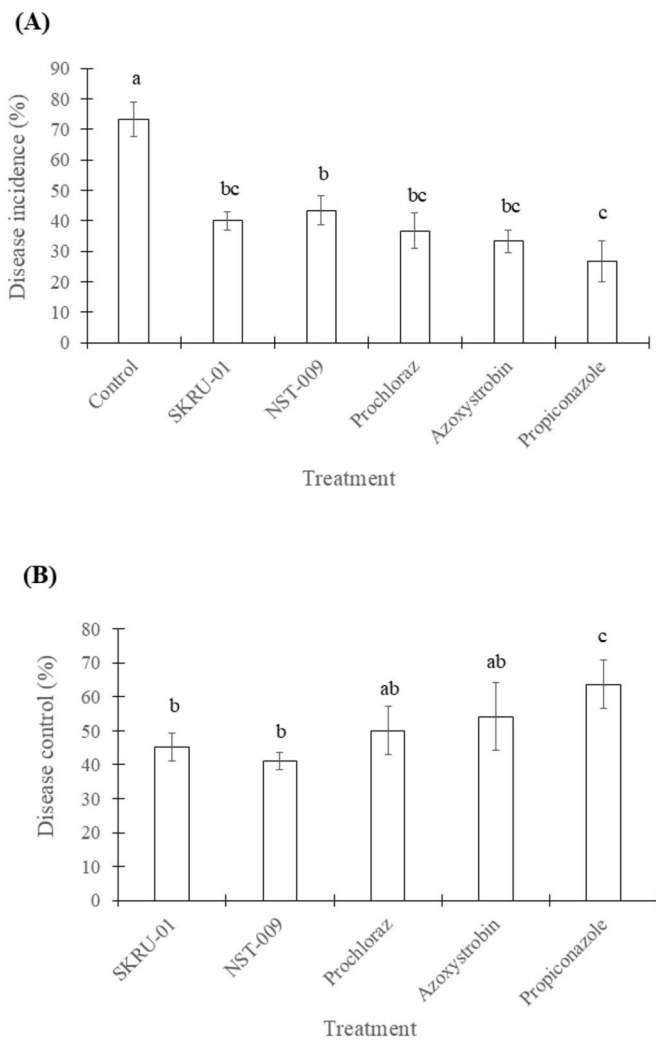 (A)
Disease incidence (%)
90
80
70
60
50
40
30
20
10
0
a
bc
b
bc
bc
c
Control
SKRU-01
NST-009
Prochloraz
Azoxystrobin
Propiconazole
Treatment
(B)
Disease control (%)
80
70
60
50
40
30
20
10
0
b
b
ab
ab
c
SKRU-01
NST-009
Prochloraz
Azoxystrobin
Propiconazole
Treatment